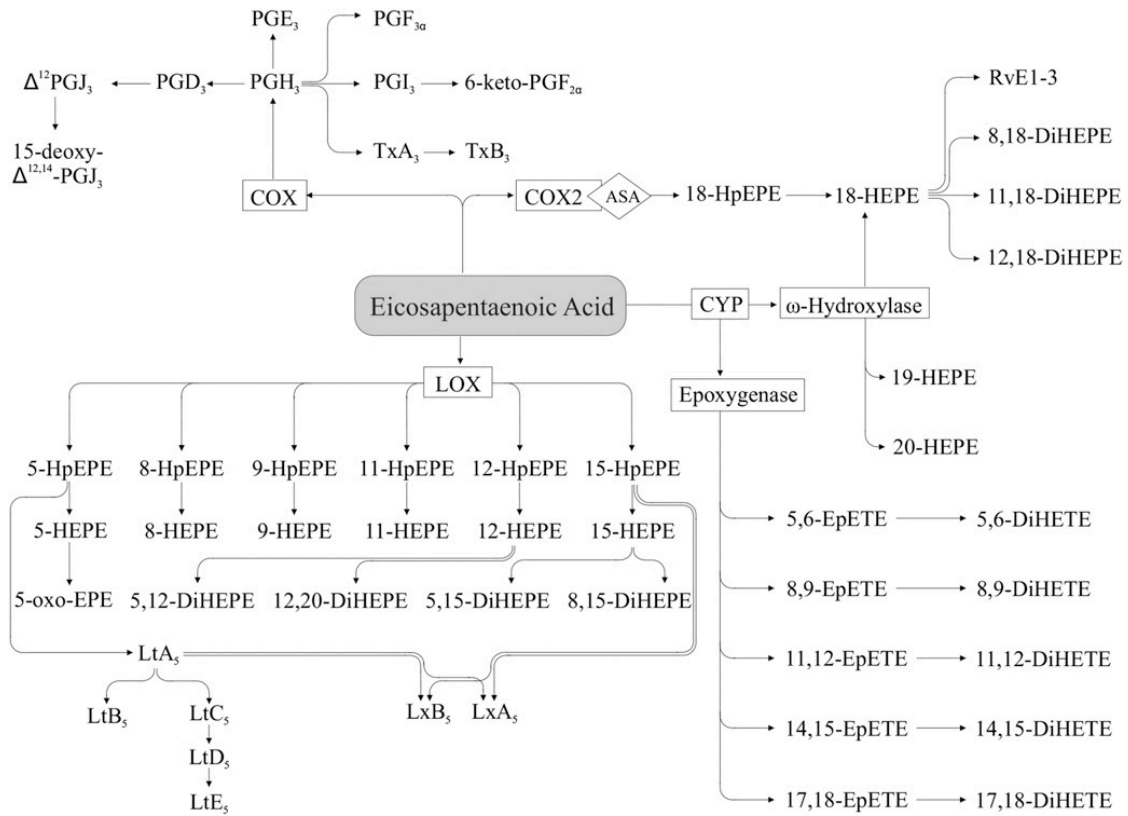 PGE₃
PGF₃α
Δ¹²PGJ₃
PGD₃
PGH₃
PGI₃
6-keto-PGF₂α
RvE1-3
15-deoxy-
Δ¹²,¹⁴-PGJ₃
TxA₃
TxB₃
8,18-DiHEPE
COX
COX2
ASA
18-HpEPE
18-HEPE
11,18-DiHEPE
12,18-DiHEPE
Eicosapentaenoic Acid
CYP
ω-Hydroxylase
LOX
Epoxygenase
19-HEPE
20-HEPE
5-HpEPE
8-HpEPE
9-HpEPE
11-HpEPE
12-HpEPE
15-HpEPE
5-HEPE
8-HEPE
9-HEPE
11-HEPE
12-HEPE
15-HEPE
5-oxo-EPE
5,12-DiHEPE
12,20-DiHEPE
5,15-DiHEPE
8,15-DiHEPE
LtA₅
LtB₅
LtC₅
LxB₅
LxA₅
LtD₅
LtE₅
5,6-EpETE
5,6-DiHETE
8,9-EpETE
8,9-DiHETE
11,12-EpETE
11,12-DiHETE
14,15-EpETE
14,15-DiHETE
17,18-EpETE
17,18-DiHETE